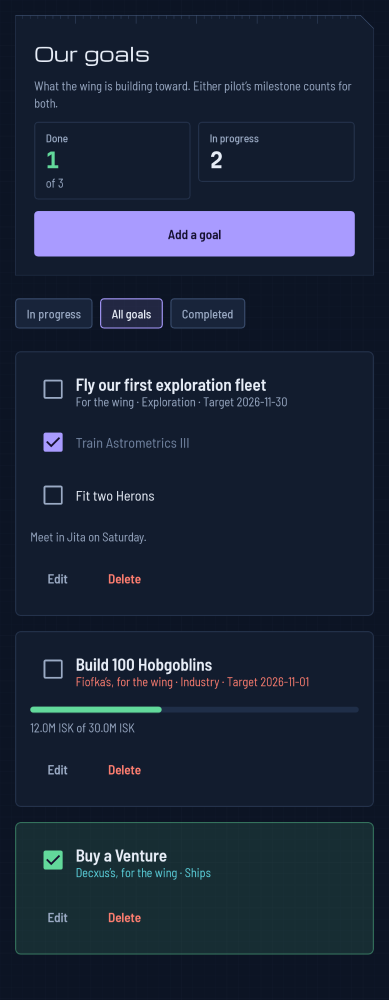 Our goals
What the wing is building toward. Either pilot's milestone counts for
both.
Done
1
of 3
In progress
2
Add a goal
In progress
All goals
Completed
Fly our first exploration fleet
For the wing · Exploration · Target 2026-11-30
Train Astrometrics III
Fit two Herons
Meet in Jita on Saturday.
Edit
Delete
Build 100 Hobgoblins
Fiofka's, for the wing · Industry · Target 2026-11-01
12.0M ISK of 30.0M ISK
Edit
Delete
Buy a Venture
Decxus's, for the wing · Ships
Edit
Delete